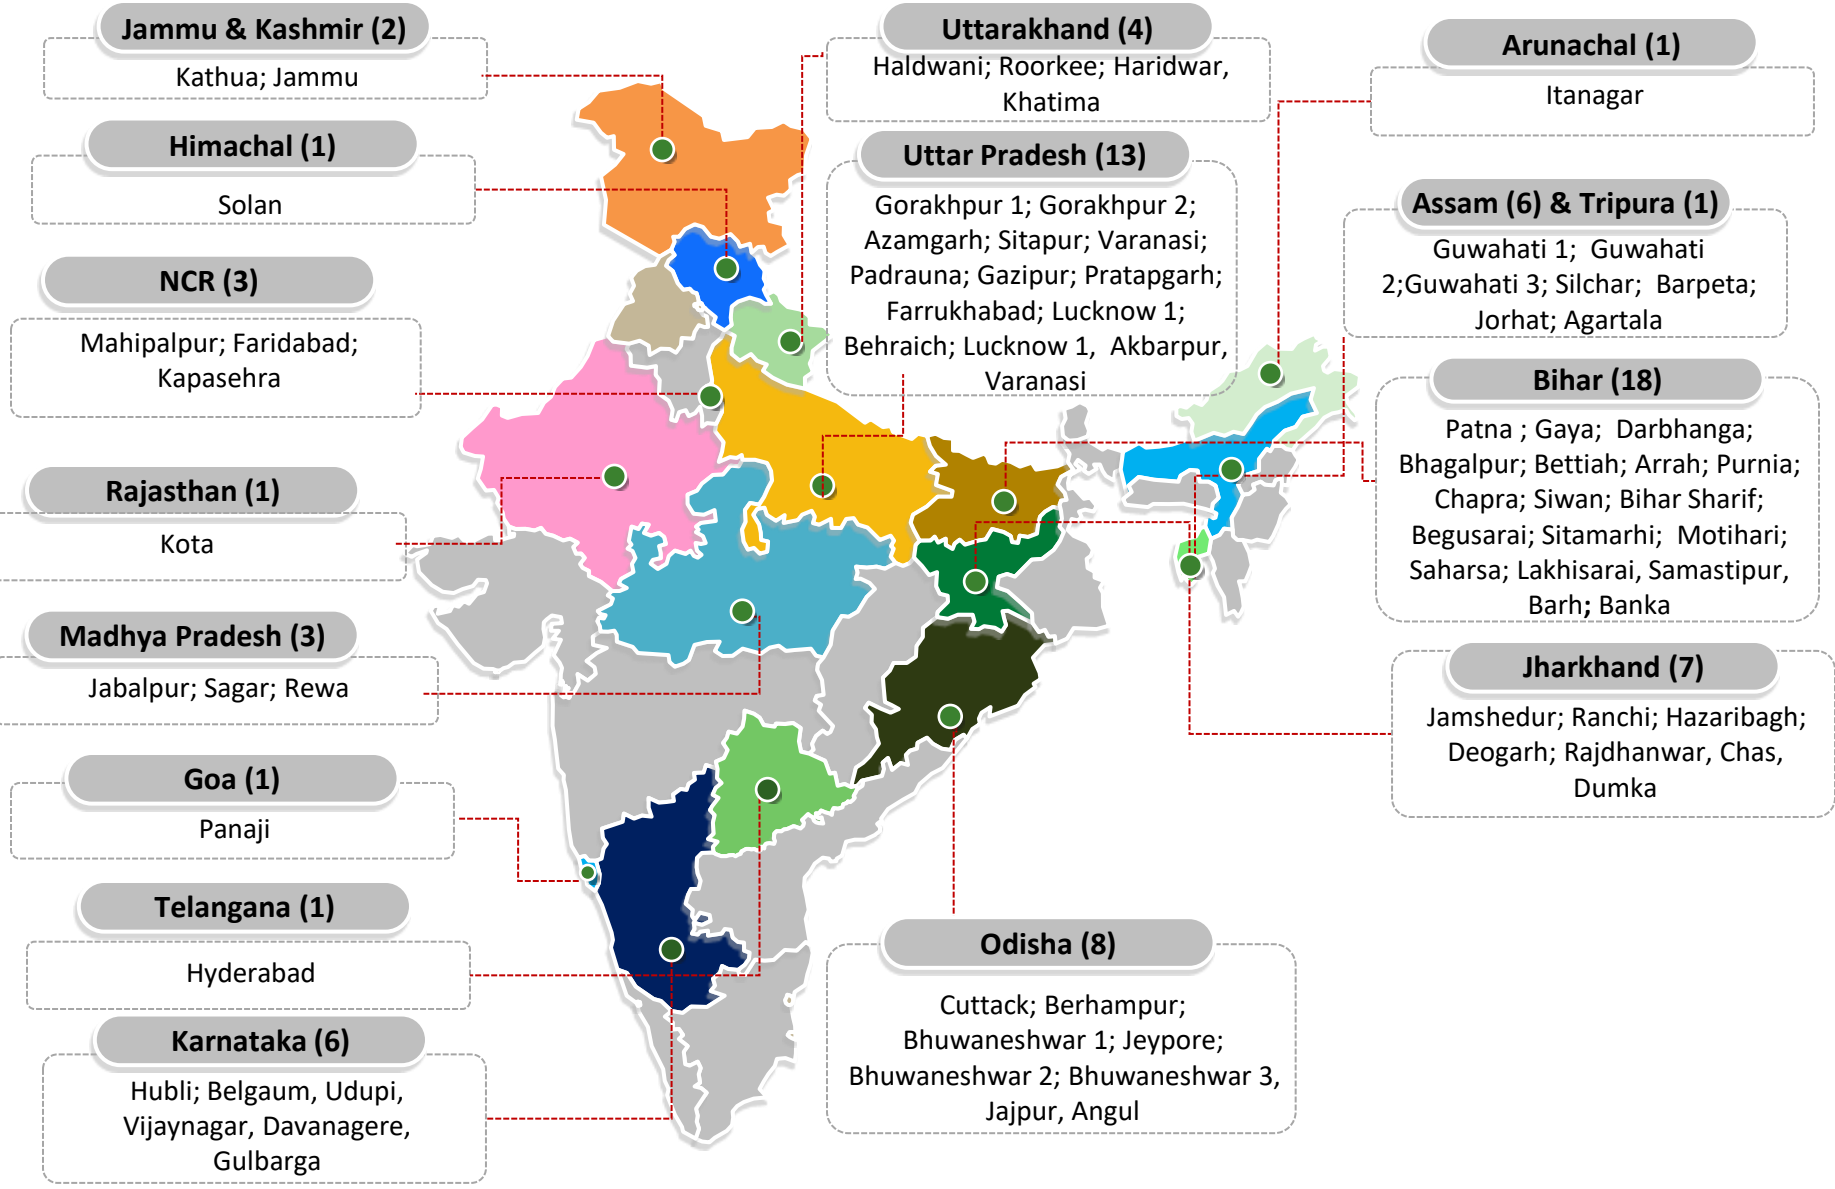 Jammu & Kashmir (2)
Kathua; Jammu
Himachal (1)
Solan
NCR (3)
Mahipalpur; Faridabad;
Kapasehra
Rajasthan (1)
Kota
Madhya Pradesh (3)
Jabalpur; Sagar; Rewa
Goa (1)
Panaji
Telangana (1)
Hyderabad
Karnataka (6)
Hubli; Belgaum, Udupi,
Vijaynagar, Davanagere,
Gulbarga
Uttarakhand (4)
Haldwani; Roorkee; Haridwar,
Khatima
Uttar Pradesh (13)
Gorakhpur 1; Gorakhpur 2;
Azamgarh; Sitapur; Varanasi;
Padrauna; Gazipur; Pratapgarh;
Farrukhabad; Lucknow 1;
Behraich; Lucknow 1, Akbarpur,
Varanasi
Odisha (8)
Cuttack; Berhampur;
Bhuwaneshwar 1; Jeypore;
Bhuwaneshwar 2; Bhuwaneshwar 3,
Jajpur, Angul
Arunachal (1)
Itanagar
Assam (6) & Tripura (1)
Guwahati 1; Guwahati
2;Guwahati 3; Silchar; Barpeta;
Jorhat; Agartala
Bihar (18)
Patna ; Gaya; Darbhanga;
Bhagalpur; Bettiah; Arrah; Purnia;
Chapra; Siwan; Bihar Sharif;
Begusarai; Sitamarhi; Motihari;
Saharsa; Lakhisarai, Samastipur,
Barh; Banka
Jharkhand (7)
Jamshedur; Ranchi; Hazaribagh;
Deogarh; Rajdhanwar, Chas,
Dumka